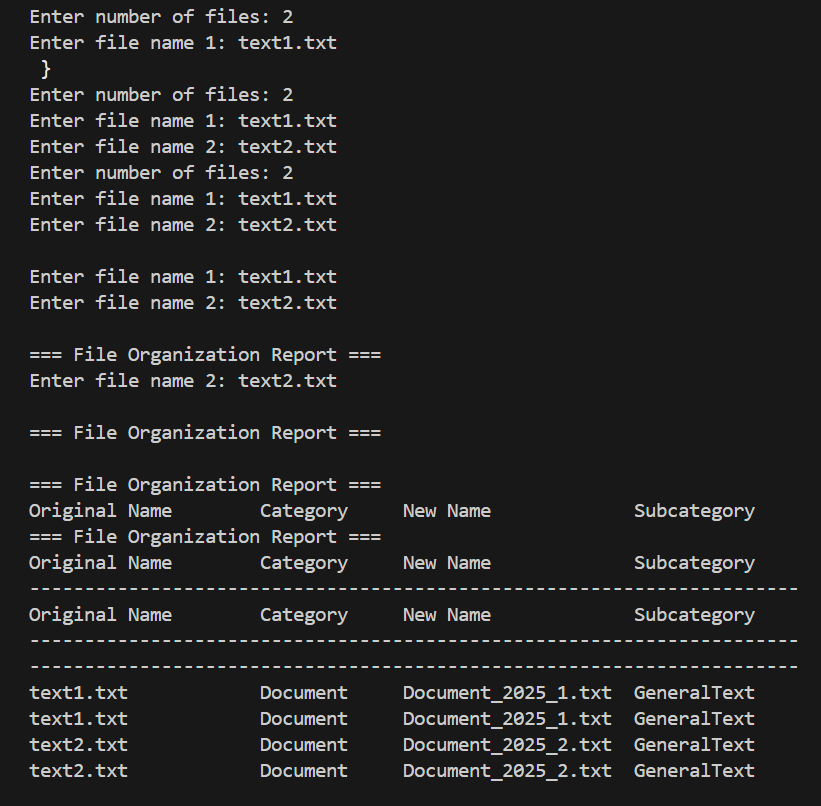 Enter number of files: 2
Enter file name 1: text1.txt
}
Enter number of files: 2
Enter file name 1: text1.txt
Enter file name 2: text2.txt
Enter number of files: 2
Enter file name 1: text1.txt
Enter file name 2: text2.txt
Enter file name 1: text1.txt
Enter file name 2: text2.txt
=== File Organization Report ===
Enter file name 2: text2.txt
=== File Organization Report ===
=== File Organization Report ===
Original Name Category New Name Subcategory
=== File Organization Report ===
Original Name Category New Name Subcategory
----------------------------------------------------------------------
Original Name Category New Name Subcategory
----------------------------------------------------------------------
----------------------------------------------------------------------
text1.txt Document Document_2025_1.txt GeneralText
text1.txt Document Document_2025_1.txt GeneralText
text2.txt Document Document_2025_2.txt GeneralText
text2.txt Document Document_2025_2.txt GeneralText